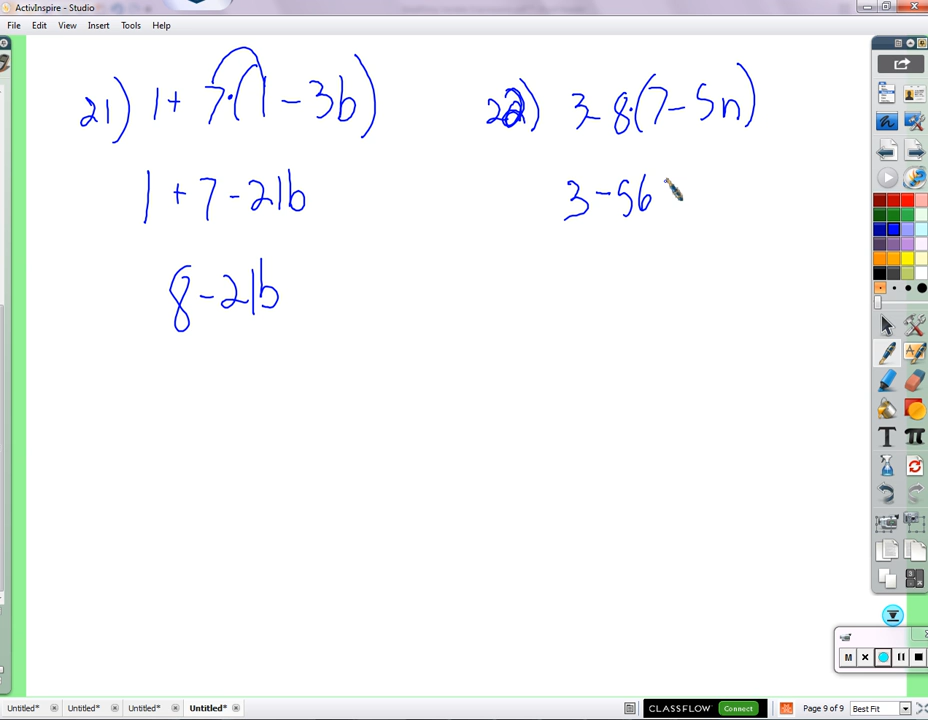 ActivInspire - Studio
File Edit View Insert Tools Help
21) 1 + 7·(1 - 3b)
1 + 7 - 21b
8 - 21b
22) 3 - 8·(7 - 5n)
3 - 56
M
Untitled* Untitled* Untitled* Untitled*
CLASSFLOW Connect
Page 9 of 9 Best Fit